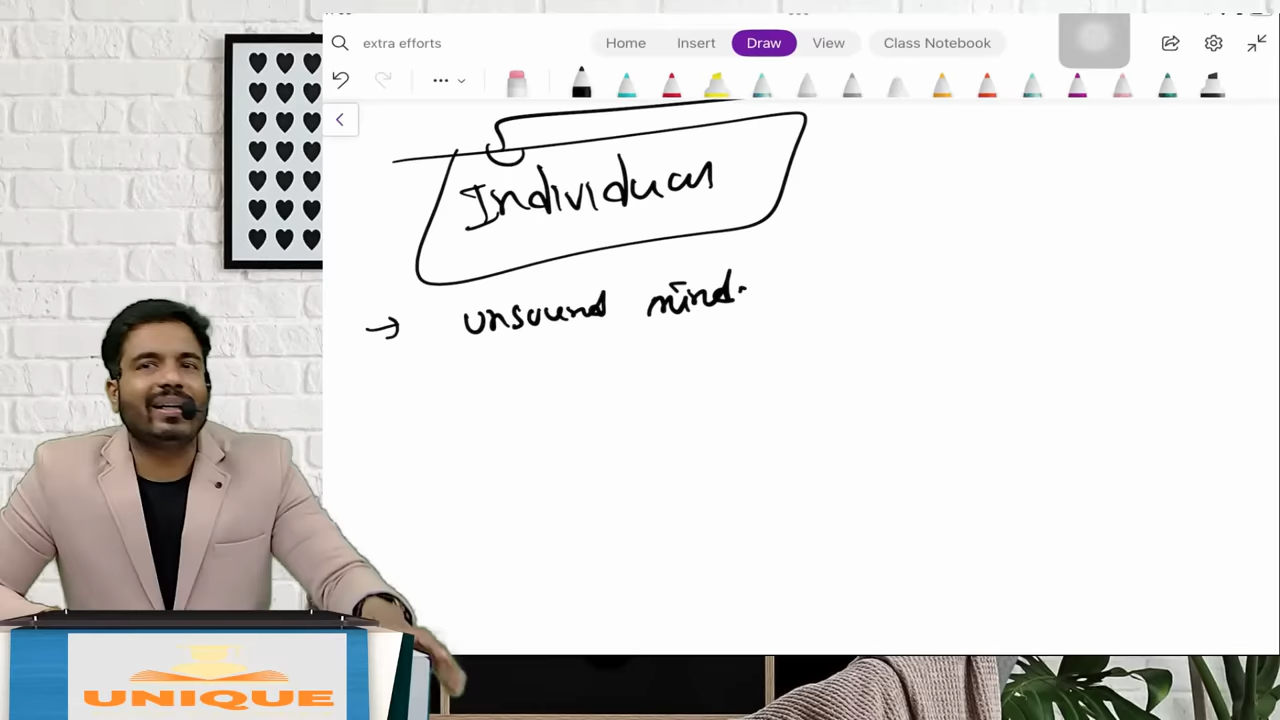 extra efforts Home Insert Draw View Class Notebook
Individual
→ unsound mind.
UNIQUE